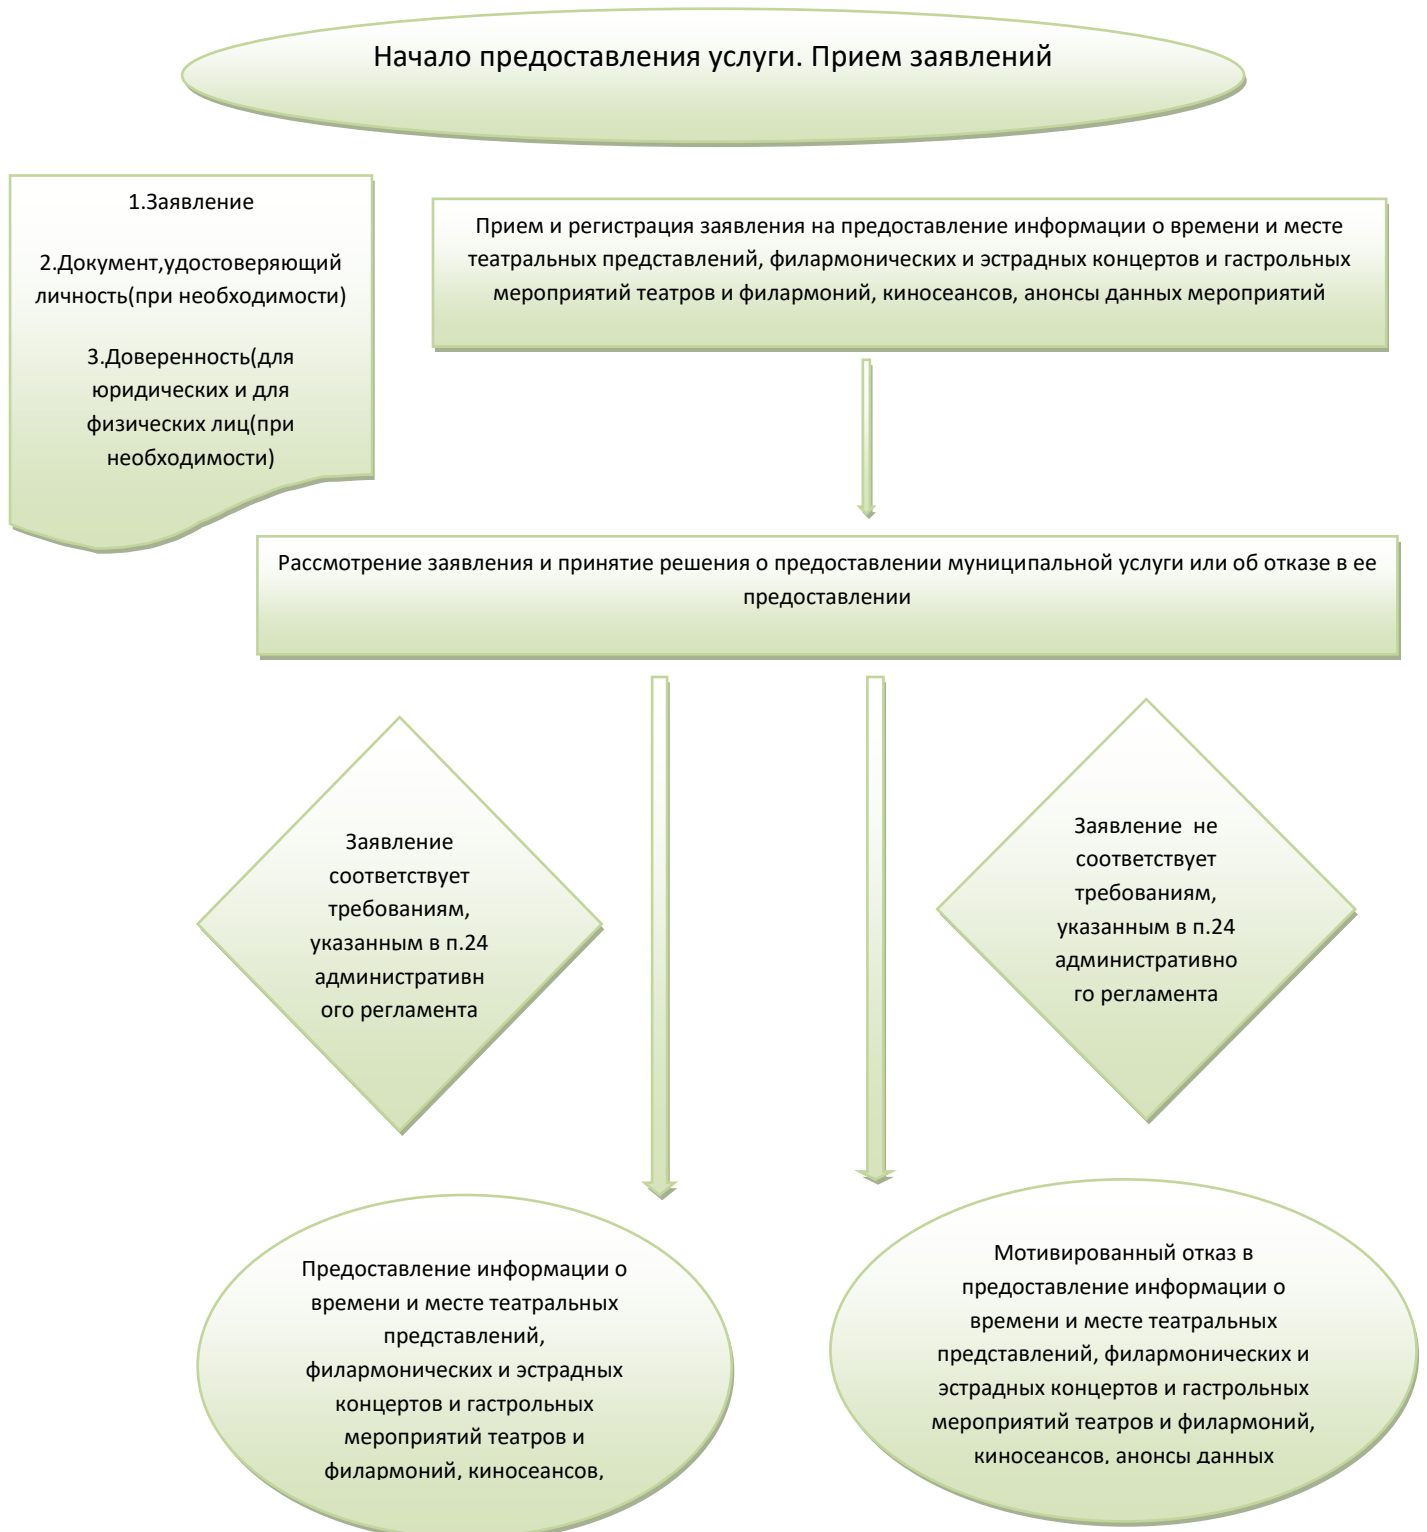 Начало предоставления услуги. Прием заявлений
1.Заявление
2.Документ,удостоверяющий
личность(при необходимости)
3.Доверенность(для
юридических и для
физических лиц(при
необходимости)
Прием и регистрация заявления на предоставление информации о времени и месте
театральных представлений, филармонических и эстрадных концертов и гастрольных
мероприятий театров и филармоний, киносеансов, анонсы данных мероприятий
Рассмотрение заявления и принятие решения о предоставлении муниципальной услуги или об отказе в ее
предоставлении
Заявление
соответствует
требованиям,
указанным в п.24
административн
ого регламента
Заявление  не
соответствует
требованиям,
указанным в п.24
административно
го регламента
Предоставление информации о
времени и месте театральных
представлений,
филармонических и эстрадных
концертов и гастрольных
мероприятий театров и
филармоний, киносеансов,
Мотивированный отказ в
предоставление информации о
времени и месте театральных
представлений, филармонических и
эстрадных концертов и гастрольных
мероприятий театров и филармоний,
киносеансов, анонсы данных